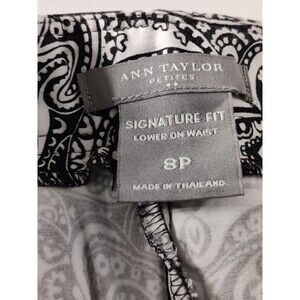 ANN TAYLOR
PETITES
SIGNATURE FIT
LOWER ON WAIST
8P
MADE IN THAILAND